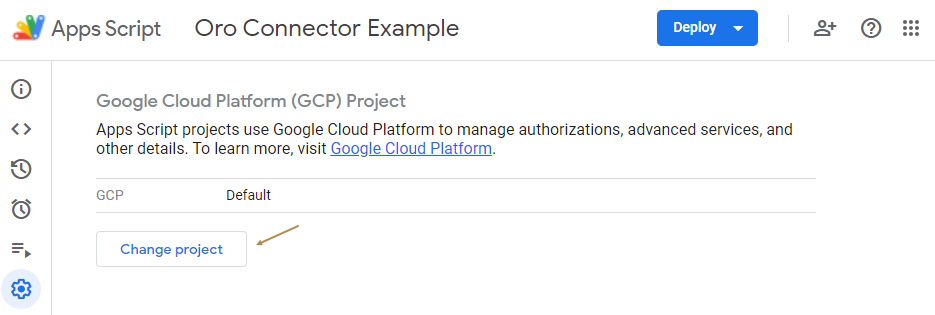 Apps Script
Oro Connector Example
Deploy
Google Cloud Platform (GCP) Project
Apps Script projects use Google Cloud Platform to manage authorizations, advanced services, and
other details. To learn more, visit Google Cloud Platform.
GCP Default
Change project